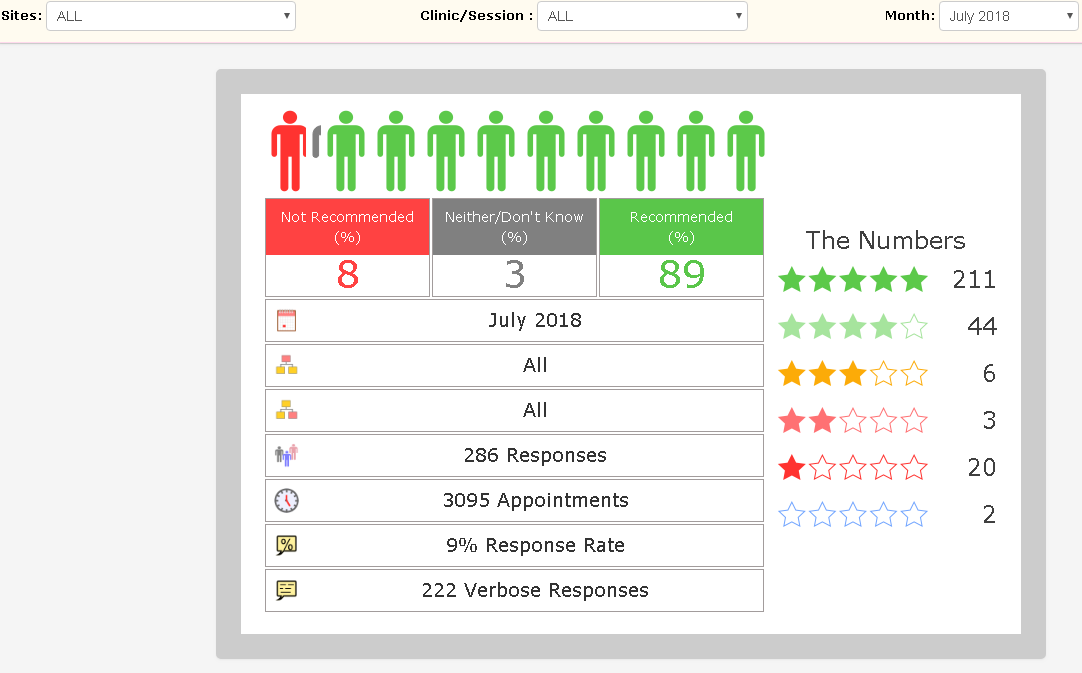 Sites: ALL Clinic/Session : ALL Month: July 2018
Not Recommended (%)
Neither/Don't Know (%)
Recommended (%)
8 3 89
July 2018
All
All
286 Responses
3095 Appointments
9% Response Rate
%
222 Verbose Responses
The Numbers
211
44
6
3
20
2